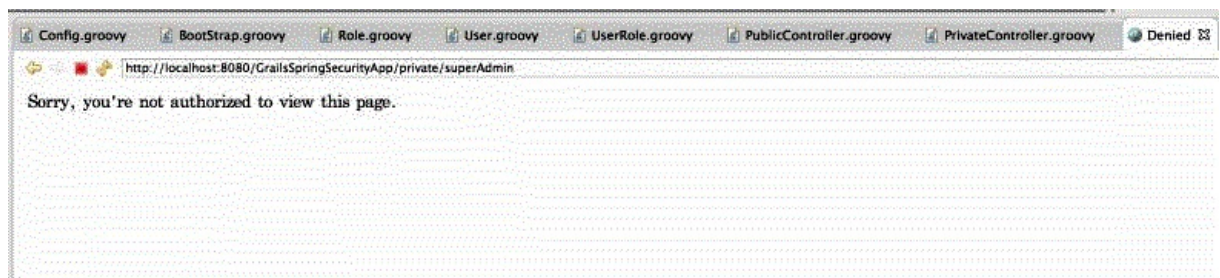 Config.groovy BootStrap.groovy Role.groovy User.groovy UserRole.groovy PublicController.groovy PrivateController.groovy Denied
http://localhost:8080/GrailsSpringSecurityApp/private/superAdmin
Sorry, you're not authorized to view this page.